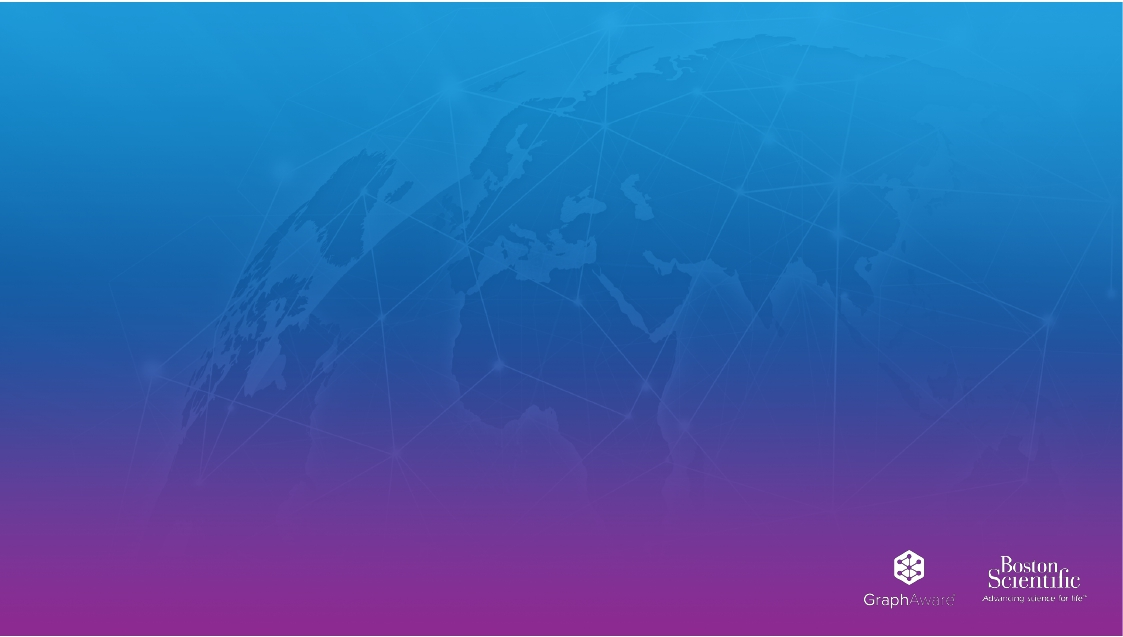 GraphAware
Boston
Scientific
Advancing science for life™